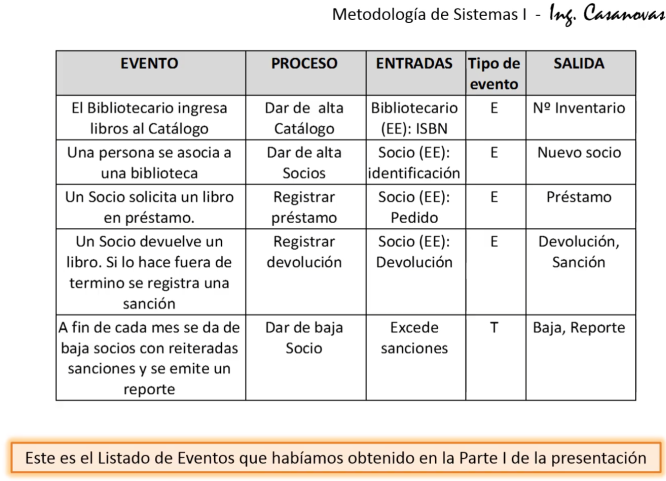 Metodología de Sistemas I - Ing. Casanovas
EVENTO PROCESO ENTRADAS Tipo de evento SALIDA
El Bibliotecario ingresa libros al Catálogo Dar de alta Catálogo Bibliotecario (EE): ISBN E Nº Inventario
Una persona se asocia a una biblioteca Dar de alta Socios Socio (EE): identificación E Nuevo socio
Un Socio solicita un libro en préstamo. Registrar préstamo Socio (EE): Pedido E Préstamo
Un Socio devuelve un libro. Si lo hace fuera de termino se registra una sanción Registrar devolución Socio (EE): Devolución E Devolución, Sanción
A fin de cada mes se da de baja socios con reiteradas sanciones y se emite un reporte Dar de baja Socio Excede sanciones T Baja, Reporte
Este es el Listado de Eventos que habíamos obtenido en la Parte I de la presentación